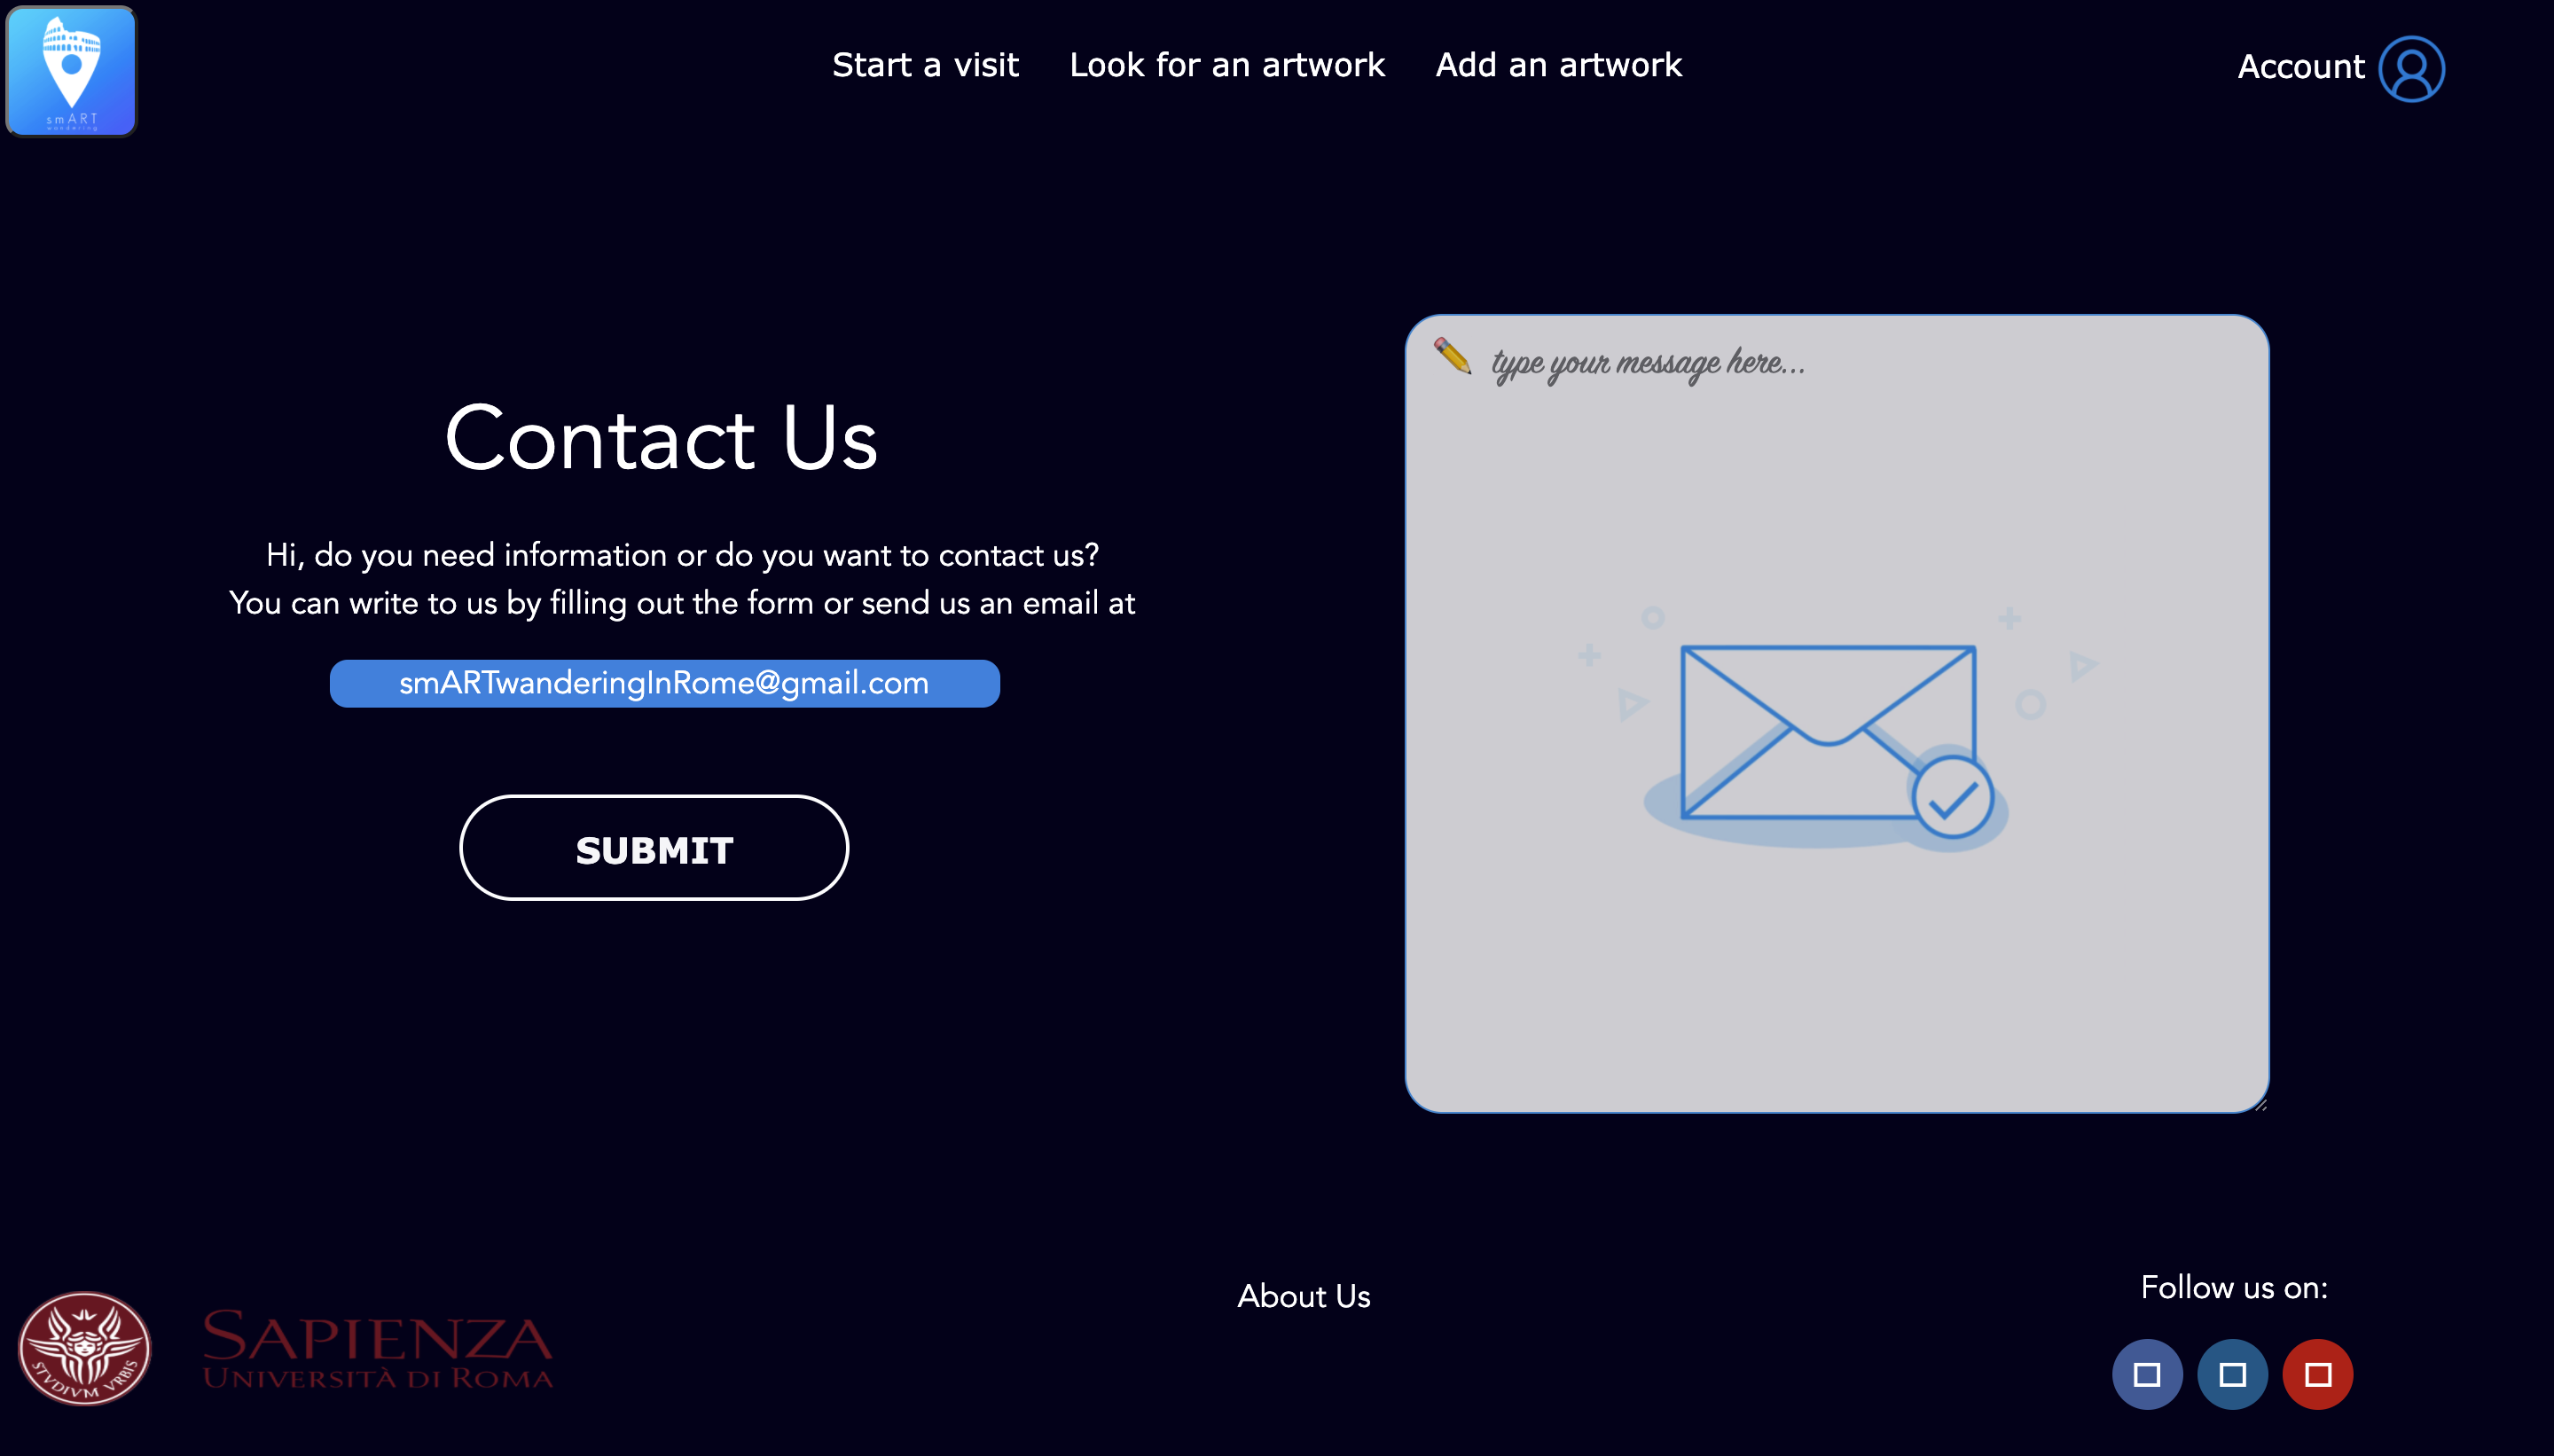 smART
wandering
Start a visit
Look for an artwork
Add an artwork
Account
Contact Us
Hi, do you need information or do you want to contact us?
You can write to us by filling out the form or send us an email at
smARTwanderingInRome@gmail.com
SUBMIT
type your message here...
STVDIVM VRBIS
SAPIENZA
UNIVERSITÀ DI ROMA
About Us
Follow us on: